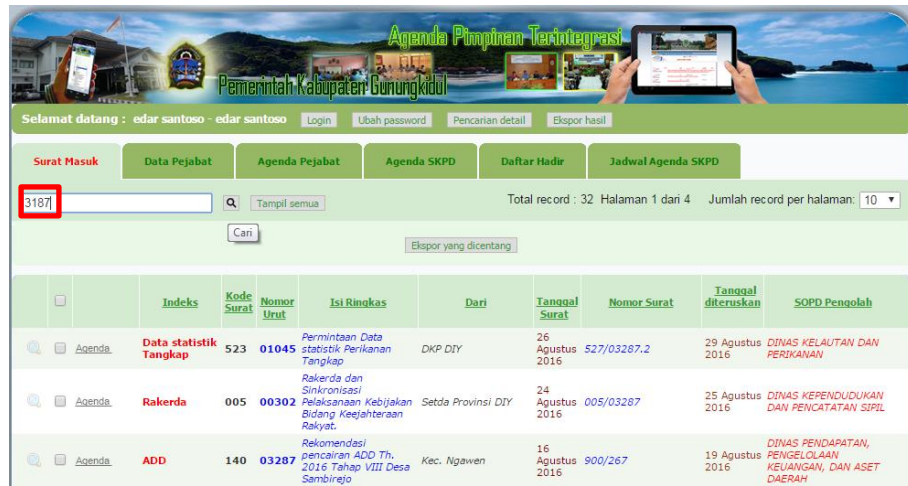 Agenda Pimpinan Terintegrasi
Pemerintah Kabupaten Gunungkidul
Selamat datang : edar santoso - edar santoso Login Ubah password Pencarian detail Ekspor hasil
Surat Masuk Data Pejabat Agenda Pejabat Agenda SKPD Daftar Hadir Jadwal Agenda SKPD
3187 Tampil semua Total record : 32 Halaman 1 dari 4 Jumlah record per halaman: 10
Cari
Ekspor yang dicentang
Indeks Kode Surat Nomor Urut Isi Ringkas Dari Tanggal Surat Nomor Surat Tanggal diteruskan SOPD Pengolah
Agenda Data statistik Tangkap 523 01045 Permintaan Data statistik Perikanan Tangkap DKP DIY 26 Agustus 2016 527/03287.2 29 Agustus 2016 DINAS KELAUTAN DAN PERIKANAN
Agenda Rakerda 005 00302 Rakerda dan Sinkronisasi Pelaksanaan Kebijakan Bidang Keejahteraan Rakyat. Setda Provinsi DIY 24 Agustus 2016 005/03287 25 Agustus 2016 DINAS KEPENDUDUKAN DAN PENCATATAN SIPIL
Agenda ADD 140 03287 Rekomendasi pencairan ADD Th. 2016 Tahap VIII Desa Sambirejo Kec. Ngawen 16 Agustus 2016 900/267 19 Agustus 2016 DINAS PENDAPATAN, PENGELOLAAN KEUANGAN, DAN ASET DAERAH